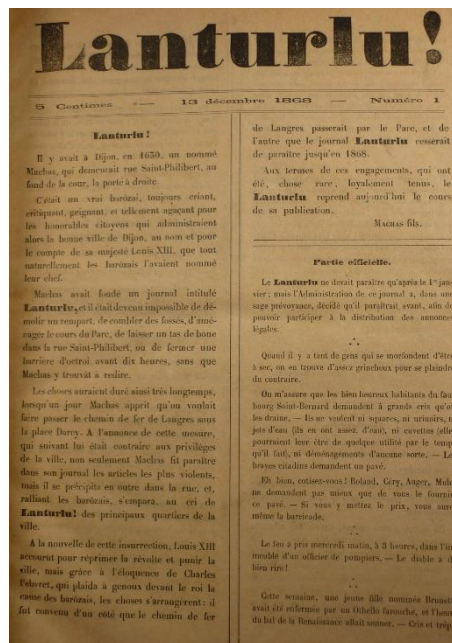 Lanturlu!
5 Centimes — 13 décembre 1868 — Numéro 1
Lanturlu !
Il y avait à Dijon, en 1630, un nommé
Machas, qui demeurait rue Saint-Philibert, au
fond de la cour, la porte à droite.
C'était un vrai barôzai, toujours criant,
critiquant, geignant, et tellement agaçant pour
les honorables citoyens qui administraient
alors la bonne ville de Dijon, au nom et pour
le compte de sa majesté Louis XIII, que tout
naturellement les barôzais l'avaient nommé
leur chef.
Machas avait fondé un journal intitulé
Lanturlu, et il était devenu impossible de dé-
molir un rempart, de combler des fossés, d'amé-
nager le cours du Parc, de laisser un tas de boue
dans la rue Saint-Philibert, ou de fermer une
barrière d'octroi avant dix heures, sans que
Machas y trouvât à redire.
Les choses auraient duré ainsi très longtemps,
lorsqu'un jour Machas apprit qu'on voulait
faire passer le chemin de fer de Langres sous
la place Darcy. A l'annonce de cette mesure,
qui suivant lui était contraire aux priviléges
de la ville, non seulement Machas fit paraître
dans son journal les articles les plus violents,
mais il se précipita en outre dans la rue, et,
ralliant les barôzais, s'empara, au cri de
Lanturlu! des principaux quartiers de la
ville.
A la nouvelle de cette insurrection, Louis XIII
accourut pour réprimer la révolte et punir la
ville, mais grâce à l'éloquence de Charles
Febvret, qui plaida à genoux devant le roi la
cause des barôzais, les choses s'arrangèrent : il
fut convenu d'un côté que le chemin de fer
de Langres passerait par le Parc, et de
l'autre que le journal Lanturlu cesserait
de paraître jusqu'en 1868.
Aux termes de ces engagements, qui ont
été, chose rare, loyalement tenus, le
Lanturlu reprend aujourd'hui le cours
de sa publication.
MACHAS fils.
Partie officielle.
Le Lanturlu ne devait paraître qu'après le 1er jan-
vier; mais l'Administration de ce journal a, dans une
sage prévoyance, décidé qu'il paraîtrait avant, afin de
pouvoir participer à la distribution des annonces
légales.
Quand il y a tant de gens qui se morfondent d'être
à sec, on en trouve d'assez grincheux pour se plaindre
du contraire.
On m'assure que les bien heureux habitants du fau-
bourg Saint-Bernard demandent à grands cris qu'on
les draine. — Ils ne veulent ni squares, ni urinoirs, ni
jets d'eau (ils en ont assez, d'eau), ni cuvettes (elles
pourraient leur être de quelque utilité par le temps
qu'il fait), ni déménagements d'aucune sorte. — Les
braves citadins demandent un pavé.
Eh bien, cotisez-vous! Roland, Céry, Auger, Mulc
ne demandent pas mieux que de vous le fournir
ce pavé. — Si vous y mettez le prix, vous aurez
même la barricade.
Le feu a pris mercredi matin, à 3 heures, dans l'im-
meuble d'un officier de pompiers. — Le diable a dû
bien rire!
Cette semaine, une jeune fille nommée
avait été enfermée par un Othello farouche, et l'heure
du bal de la Renaissance allait sonner. — Cris et